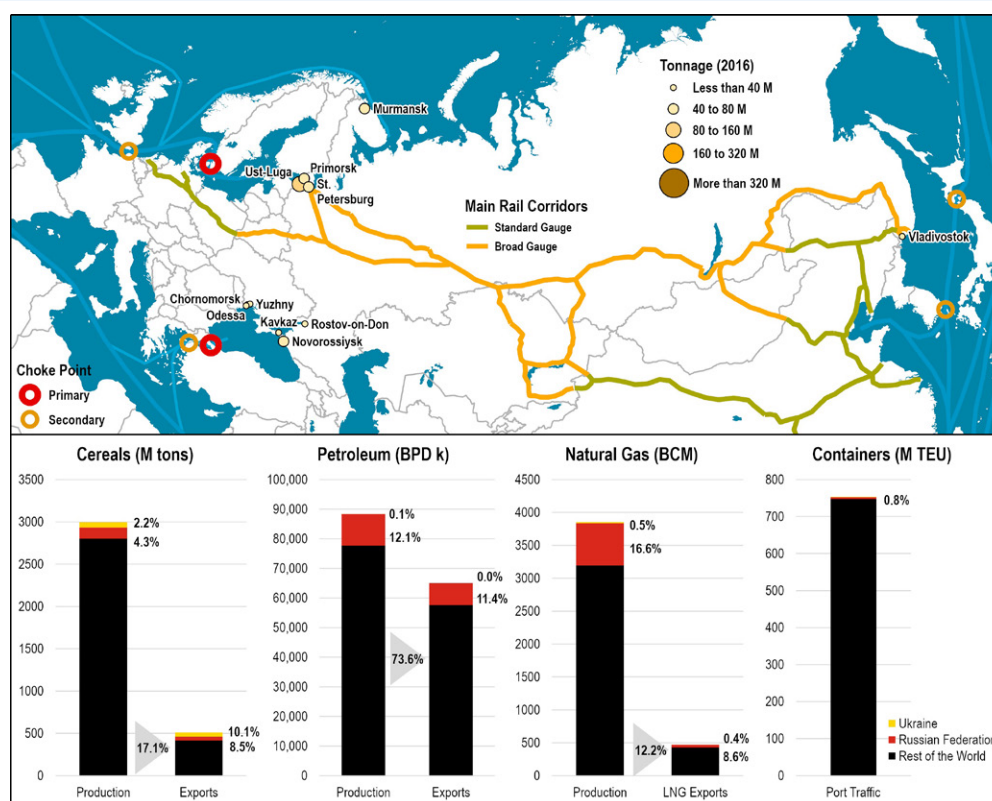 Tonnage (2016)
Less than 40 M
40 to 80 M
80 to 160 M
160 to 320 M
More than 320 M
Murmansk
Ust-Luga
Primorsk
St.
Petersburg
Main Rail Corridors
Standard Gauge
Broad Gauge
Vladivostok
Chornomorsk
Yuzhny
Odessa
Kavkaz
Rostov-on-Don
Novorossiysk
Choke Point
Primary
Secondary
Cereals (M tons)
3500
3000
2500
2000
1500
1000
500
0
2.2%
4.3%
17.1%
10.1%
8.5%
Production
Exports
Petroleum (BPD k)
100,000
90,000
80,000
70,000
60,000
50,000
40,000
30,000
20,000
10,000
0
0.1%
12.1%
73.6%
0.0%
11.4%
Production
Exports
Natural Gas (BCM)
4500
4000
3500
3000
2500
2000
1500
1000
500
0
0.5%
16.6%
12.2%
0.4%
8.6%
Production
LNG Exports
Containers (M TEU)
800
700
600
500
400
300
200
100
0
0.8%
Port Traffic
Ukraine
Russian Federation
Rest of the World